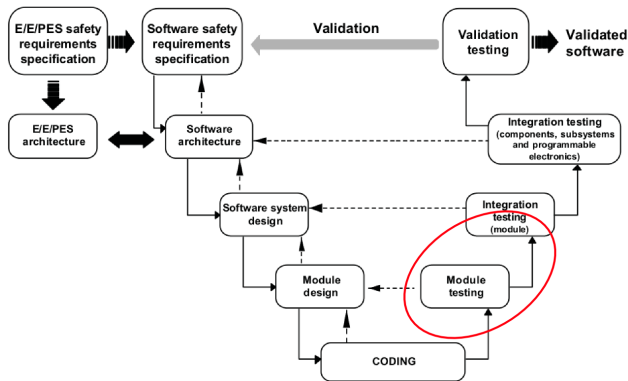 E/E/PES safety
requirements
specification
Software safety
requirements
specification
Validation
Validation
testing
Validated
software
E/E/PES
architecture
Software
architecture
Integration testing
(components, subsystems
and programmable
electronics)
Software system
design
Integration
testing
(module)
Module
design
Module
testing
CODING